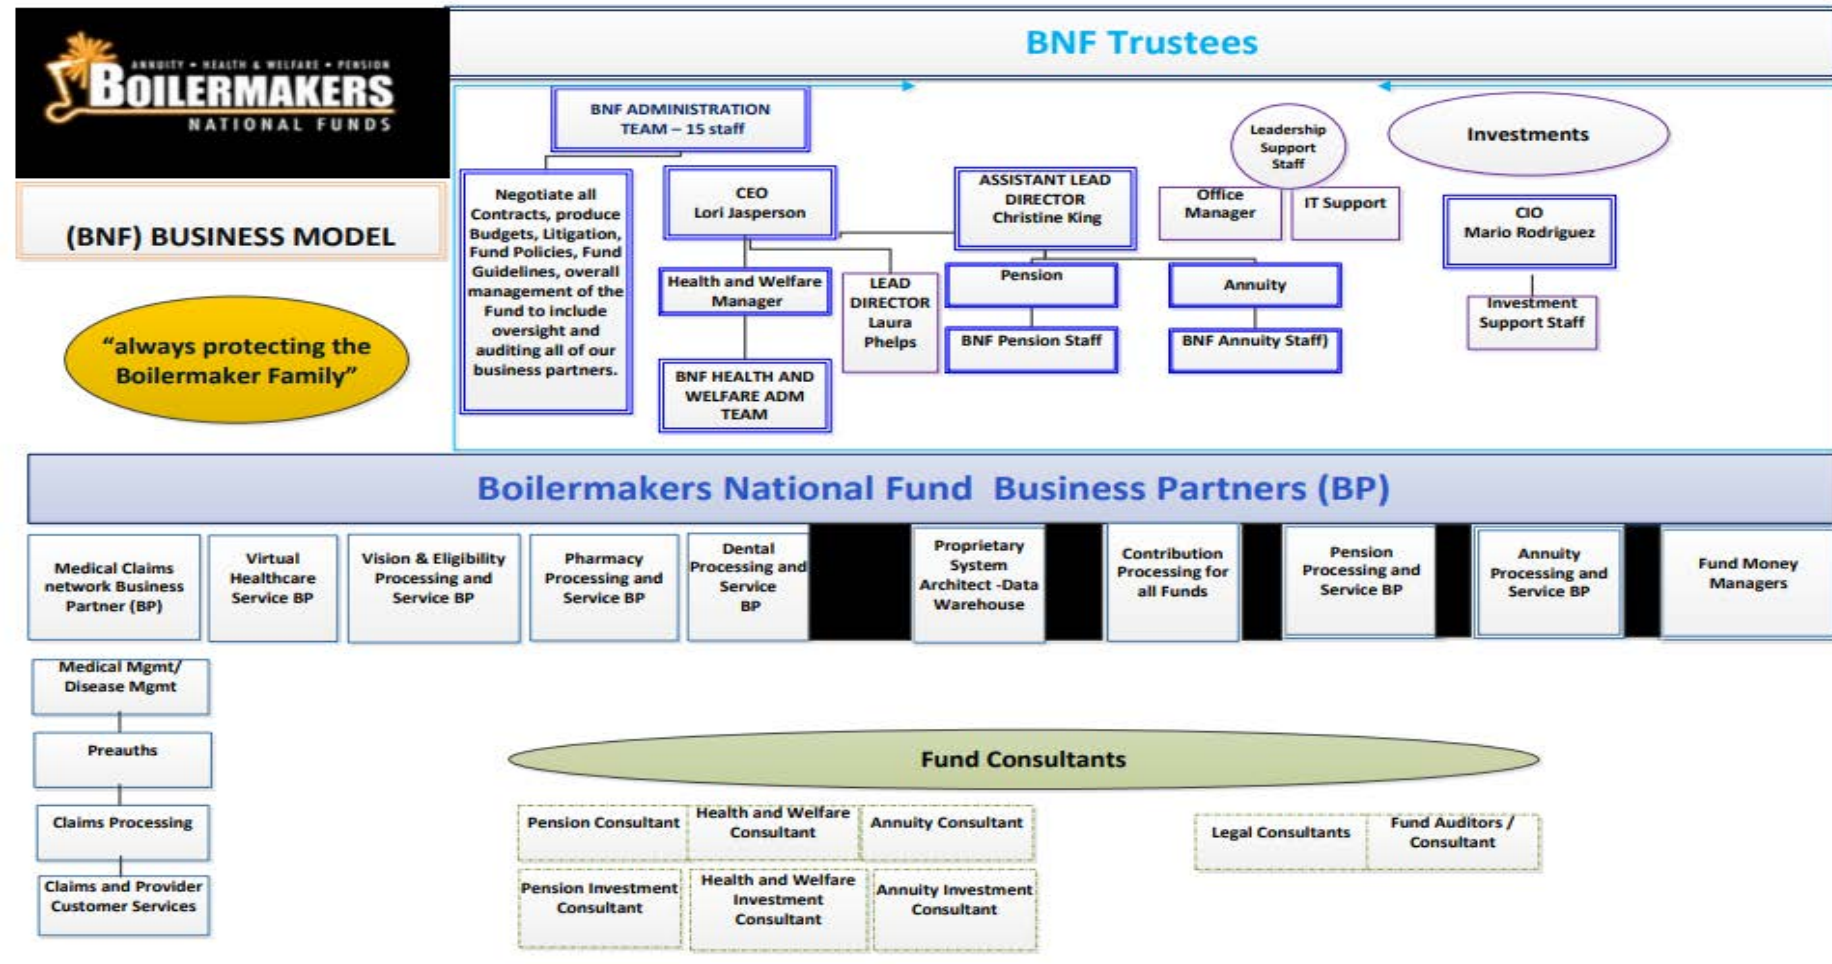 ANNUITY • HEALTH & WELFARE • PENSION
BOILERMAKERS
NATIONAL FUNDS
(BNF) BUSINESS MODEL
“always protecting the
Boilermaker Family”
BNF Trustees
BNF ADMINISTRATION
TEAM – 15 staff
Negotiate all
Contracts, produce
Budgets, Litigation,
Fund Policies, Fund
Guidelines, overall
management of the
Fund to include
oversight and
auditing all of our
business partners.
CEO
Lori Jasperson
Health and Welfare
Manager
BNF HEALTH AND
WELFARE ADM
TEAM
LEAD
DIRECTOR
Laura
Phelps
ASSISTANT LEAD
DIRECTOR
Christine King
Pension
BNF Pension Staff
Annuity
BNF Annuity Staff)
Leadership
Support
Staff
Office
Manager
IT Support
Investments
CIO
Mario Rodriguez
Investment
Support Staff
Boilermakers National Fund Business Partners (BP)
Medical Claims
network Business
Partner (BP)
Virtual
Healthcare
Service BP
Vision & Eligibility
Processing and
Service BP
Pharmacy
Processing and
Service BP
Dental
Processing and
Service
BP
Proprietary
System
Architect -Data
Warehouse
Contribution
Processing for
all Funds
Pension
Processing and
Service BP
Annuity
Processing and
Service BP
Fund Money
Managers
Medical Mgmt/
Disease Mgmt
Preauths
Claims Processing
Claims and Provider
Customer Services
Fund Consultants
Pension Consultant
Health and Welfare
Consultant
Annuity Consultant
Pension Investment
Consultant
Health and Welfare
Investment
Consultant
Annuity Investment
Consultant
Legal Consultants
Fund Auditors /
Consultant